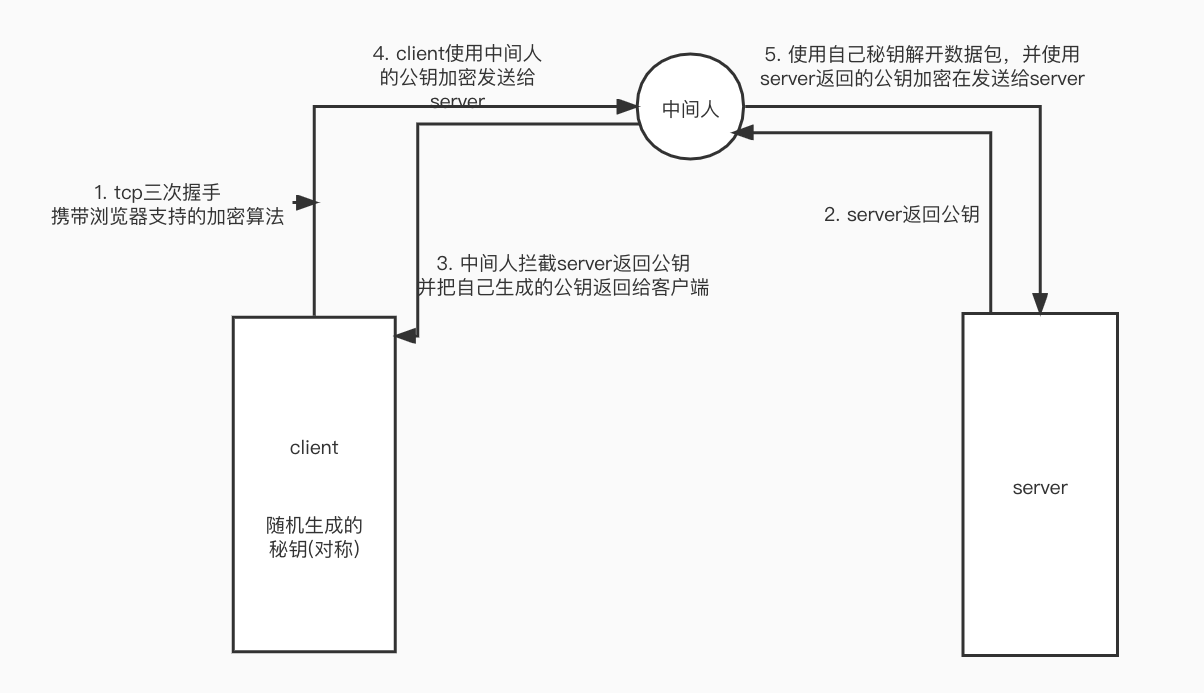 4. client使用中间人
的公钥加密发送给
server
5. 使用自己秘钥解开数据包，并使用
server返回的公钥加密在发送给server
中间人
1. tcp三次握手
携带浏览器支持的加密算法
2. server返回公钥
3. 中间人拦截server返回公钥
并把自己生成的公钥返回给客户端
client
随机生成的
秘钥(对称)
server